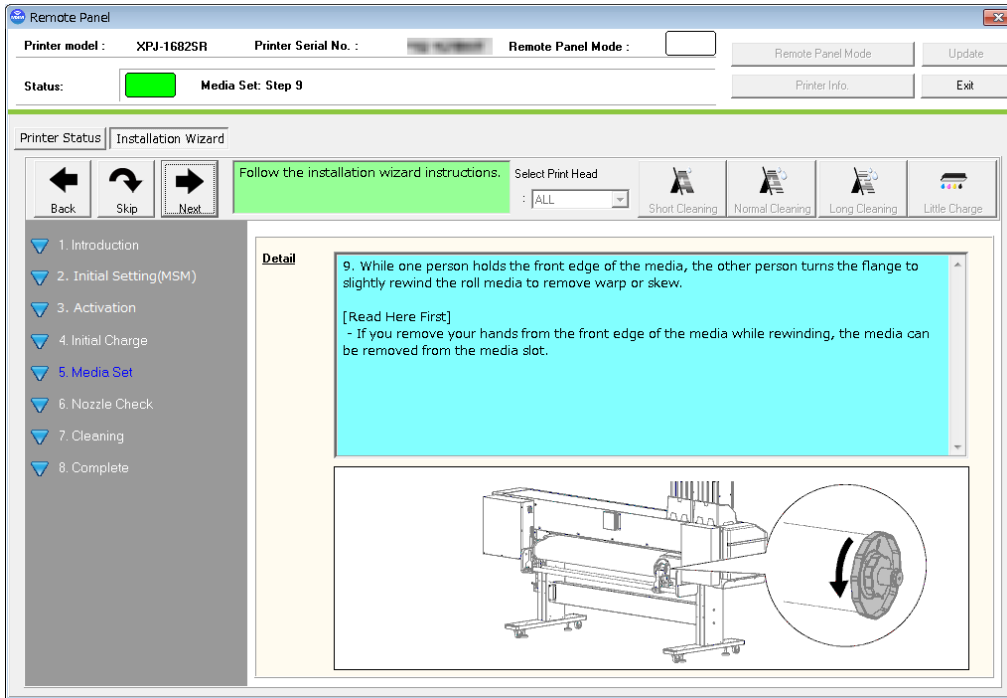 Remote Panel
Printer model : XPJ-1682SR Printer Serial No. : Remote Panel Mode :
Remote Panel Mode Update
Status: Media Set: Step 9
Printer Info. Exit
Printer Status Installation Wizard
Back Skip Next
Follow the installation wizard instructions.
Select Print Head
: ALL
Short Cleaning Normal Cleaning Long Cleaning Little Charge
1. Introduction
2. Initial Setting(MSM)
3. Activation
4. Initial Charge
5. Media Set
6. Nozzle Check
7. Cleaning
8. Complete
Detail
9. While one person holds the front edge of the media, the other person turns the flange to
slightly rewind the roll media to remove warp or skew.
[Read Here First]
- If you remove your hands from the front edge of the media while rewinding, the media can
be removed from the media slot.